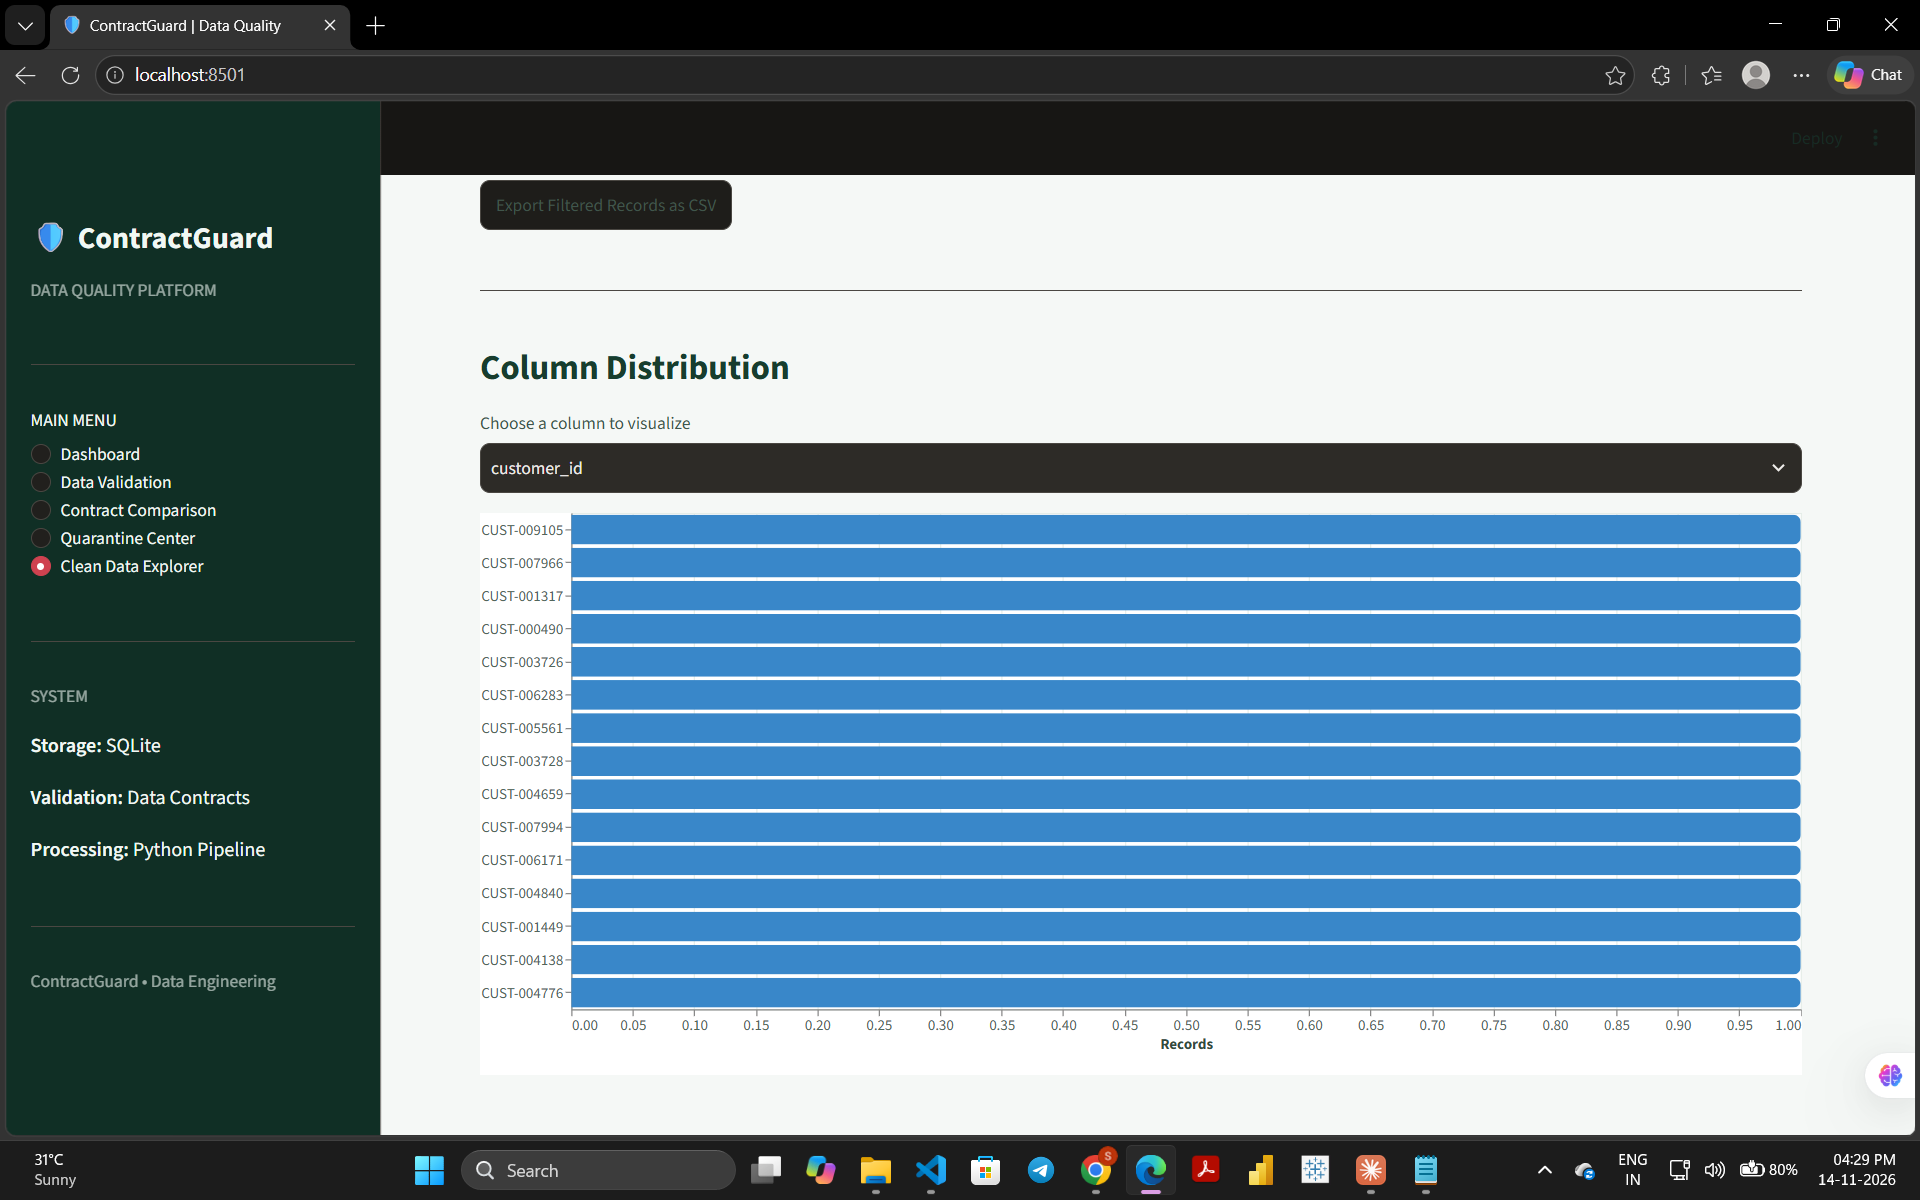 ContractGuard | Data Quality
localhost:8501
Chat
Deploy
ContractGuard
DATA QUALITY PLATFORM
MAIN MENU
Dashboard
Data Validation
Contract Comparison
Quarantine Center
Clean Data Explorer
SYSTEM
Storage: SQLite
Validation: Data Contracts
Processing: Python Pipeline
ContractGuard • Data Engineering
Export Filtered Records as CSV
Column Distribution
Choose a column to visualize
customer_id
CUST-009105
CUST-007966
CUST-001317
CUST-000490
CUST-003726
CUST-006283
CUST-005561
CUST-003728
CUST-004659
CUST-007994
CUST-006171
CUST-004840
CUST-001449
CUST-004138
CUST-004776
0.00 0.05 0.10 0.15 0.20 0.25 0.30 0.35 0.40 0.45 0.50 0.55 0.60 0.65 0.70 0.75 0.80 0.85 0.90 0.95 1.00
Records
31°C
Sunny
Search
S
ENG
IN
80%
04:29 PM
14-11-2026